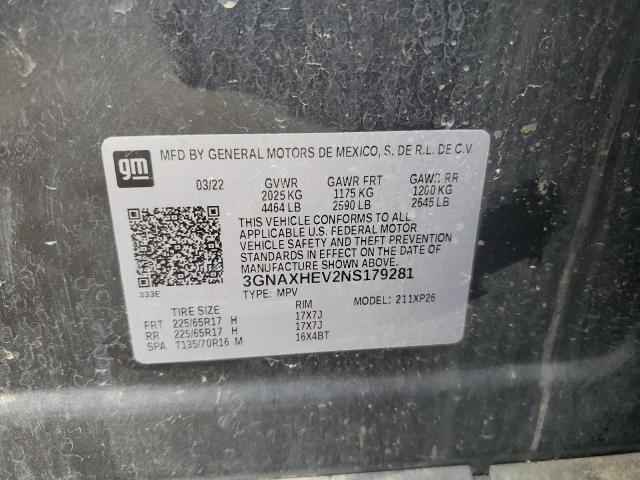 gm
MFD BY GENERAL MOTORS DE MEXICO, S. DE R.L. DE C.V.
03/22 GVWR GAWR FRT GAWR RR
2025 KG 1175 KG 1200 KG
4464 LB 2590 LB 2645 LB
THIS VEHICLE CONFORMS TO ALL
APPLICABLE U.S. FEDERAL MOTOR
VEHICLE SAFETY AND THEFT PREVENTION
STANDARDS IN EFFECT ON THE DATE OF
MANUFACTURE SHOWN ABOVE.
3GNAXHEV2NS179281
333E TYPE: MPV MODEL: 211XP26
TIRE SIZE RIM
FRT 225/65R17 H 17X7J
RR 225/65R17 H 17X7J
SPA T135/70R16 M 16X4BT